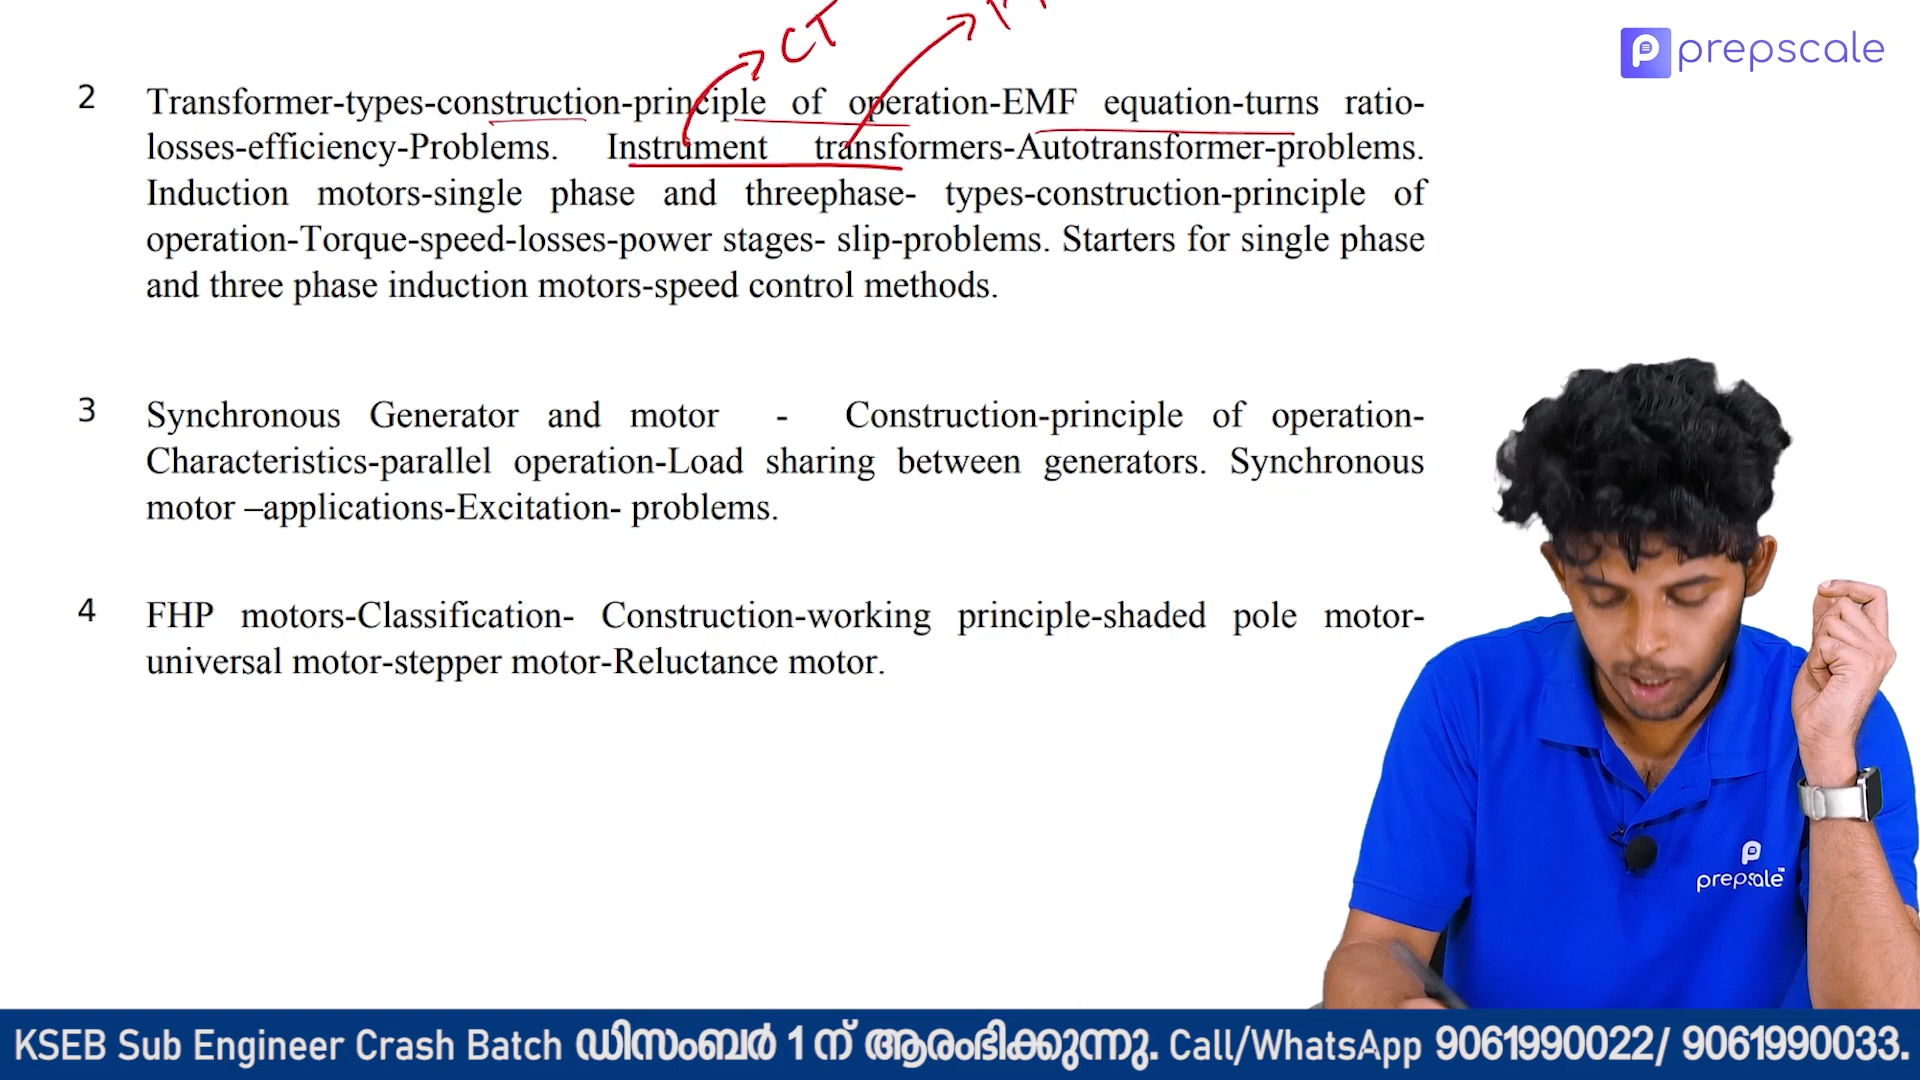 CT
prepscale
2 Transformer-types-construction-principle of operation-EMF equation-turns ratio-
losses-efficiency-Problems. Instrument transformers-Autotransformer-problems.
Induction motors-single phase and threephase- types-construction-principle of
operation-Torque-speed-losses-power stages- slip-problems. Starters for single phase
and three phase induction motors-speed control methods.
3 Synchronous Generator and motor - Construction-principle of operation-
Characteristics-parallel operation-Load sharing between generators. Synchronous
motor –applications-Excitation- problems.
4 FHP motors-Classification- Construction-working principle-shaded pole motor-
universal motor-stepper motor-Reluctance motor.
prepscale™
KSEB Sub Engineer Crash Batch ഡിസംബർ 1 ന് ആരംഭിക്കുന്നു. Call/WhatsApp 9061990022/ 9061990033.